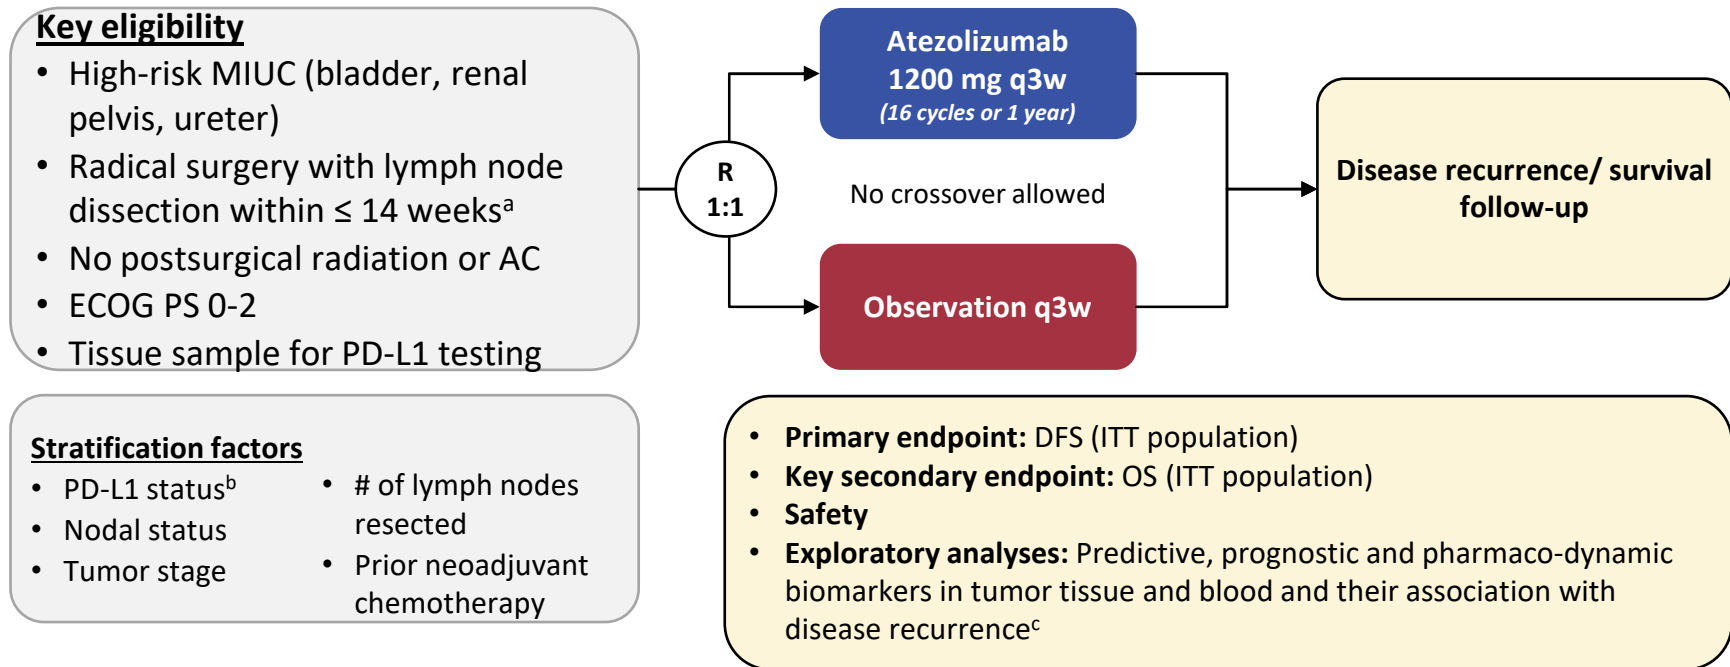 Key eligibility
• High-risk MIUC (bladder, renal
pelvis, ureter)
• Radical surgery with lymph node
dissection within ≤ 14 weeksᵃ
• No postsurgical radiation or AC
• ECOG PS 0-2
• Tissue sample for PD-L1 testing
R
1:1
Atezolizumab
1200 mg q3w
(16 cycles or 1 year)
No crossover allowed
Observation q3w
Disease recurrence/ survival
follow-up
Stratification factors
• PD-L1 statusᵇ
• Nodal status
• Tumor stage
• # of lymph nodes
resected
• Prior neoadjuvant
chemotherapy
• Primary endpoint: DFS (ITT population)
• Key secondary endpoint: OS (ITT population)
• Safety
• Exploratory analyses: Predictive, prognostic and pharmaco-dynamic
biomarkers in tumor tissue and blood and their association with
disease recurrenceᶜ